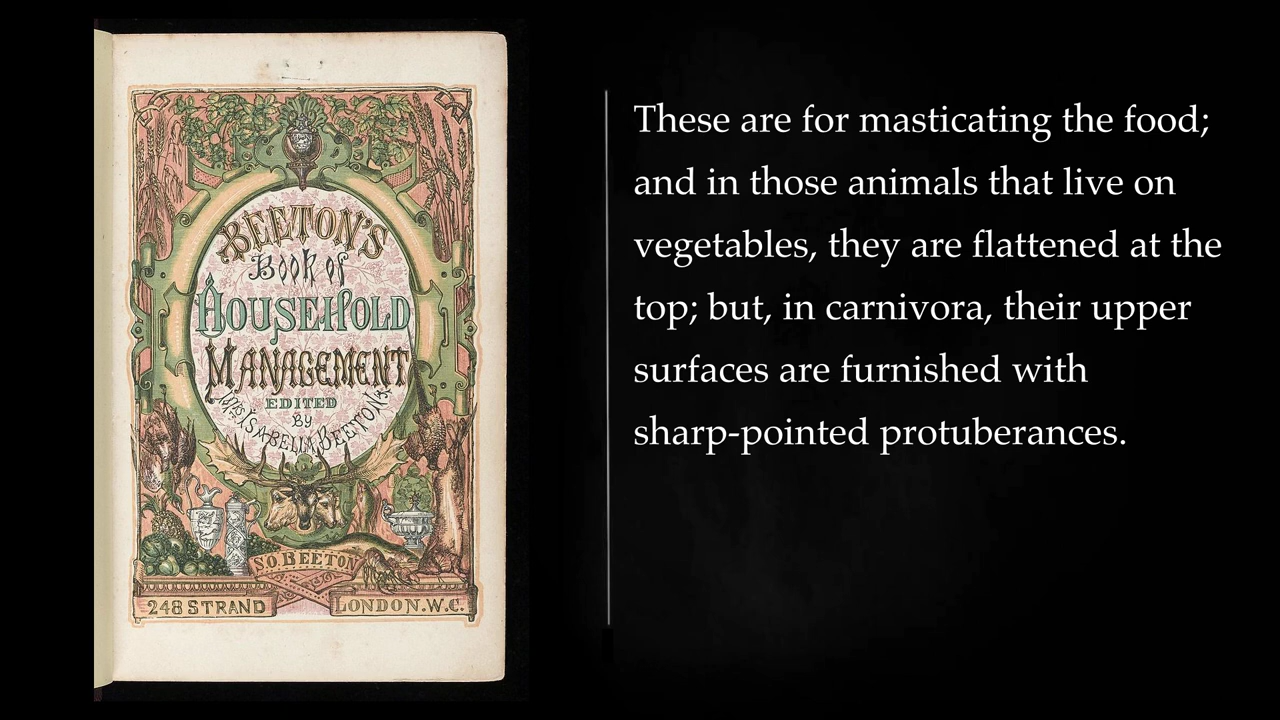 BEETON'S
Book of
HOUSEHOLD
MANAGEMENT
EDITED
By
MRS ISABELLA BEETON
S.O. BEETON
248 STRAND
LONDON. W.C.
These are for masticating the food;
and in those animals that live on
vegetables, they are flattened at the
top; but, in carnivora, their upper
surfaces are furnished with
sharp-pointed protuberances.